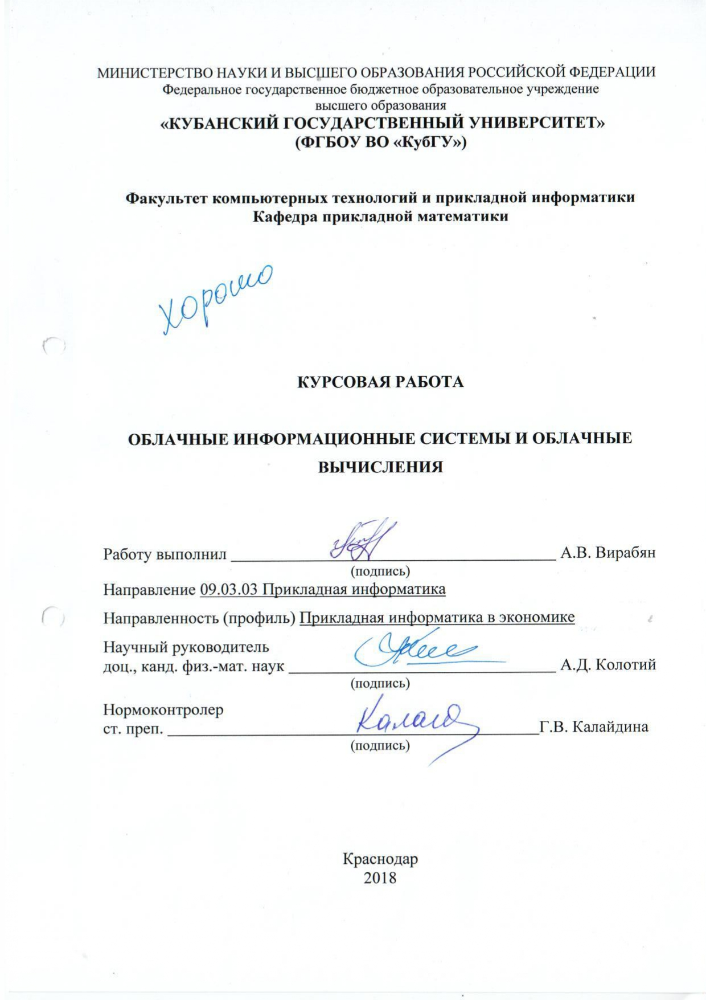 МИНИСТЕРСТВО НАУКИ И ВЫСШЕГО ОБРАЗОВАНИЯ РОССИЙСКОЙ ФЕДЕРАЦИИ
Федеральное государственное бюджетное образовательное учреждение
высшего образования
«КУБАНСКИЙ ГОСУДАРСТВЕННЫЙ УНИВЕРСИТЕТ»
(ФГБОУ ВО «КубГУ»)
Факультет компьютерных технологий и прикладной информатики
Кафедра прикладной математики
Хорошо
КУРСОВАЯ РАБОТА
ОБЛАЧНЫЕ ИНФОРМАЦИОННЫЕ СИСТЕМЫ И ОБЛАЧНЫЕ
ВЫЧИСЛЕНИЯ
Работу выполнил А.В. Вирабян
(подпись)
Направление 09.03.03 Прикладная информатика
Направленность (профиль) Прикладная информатика в экономике
Научный руководитель
доц., канд. физ.-мат. наук А.Д. Колотий
(подпись)
Нормоконтролер
ст. преп. Г.В. Калайдина
(подпись)
Краснодар
2018